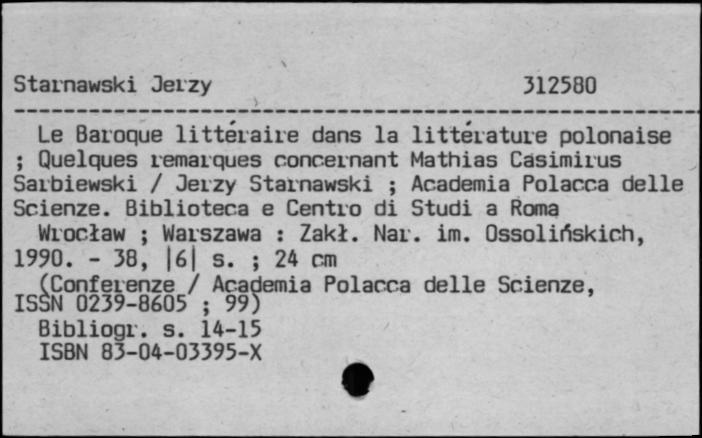 Starnawski Jerzy 312580
Le Baroque littéraire dans la littérature polonaise
; Quelques remarques concernant Mathias Casimirus
Sarbiewski / Jerzy Starnawski ; Academia Polacca delle
Scienze. Biblioteca e Centro di Studi a Roma
Wrocław ; Warszawa : Zakł. Nar. im. Ossolińskich,
1990. - 38, |6| s. ; 24 cm
(Conferenze / Academia Polacca delle Scienze,
ISSN 0239-8605 ; 99)
Bibliogr. s. 14-15
ISBN 83-04-03395-X